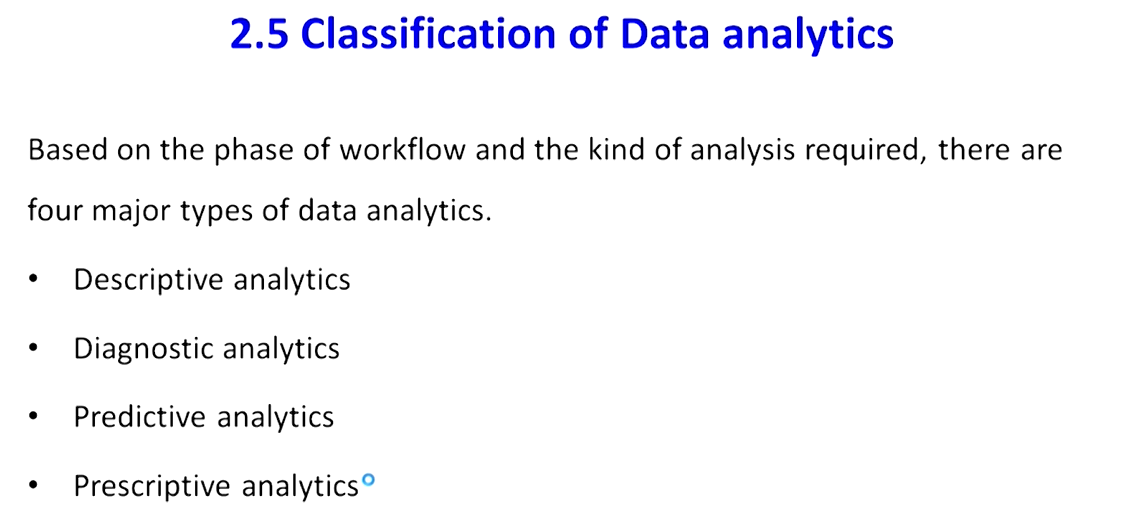 2.5 Classification of Data analytics
Based on the phase of workflow and the kind of analysis required, there are
four major types of data analytics.
• Descriptive analytics
• Diagnostic analytics
• Predictive analytics
• Prescriptive analytics